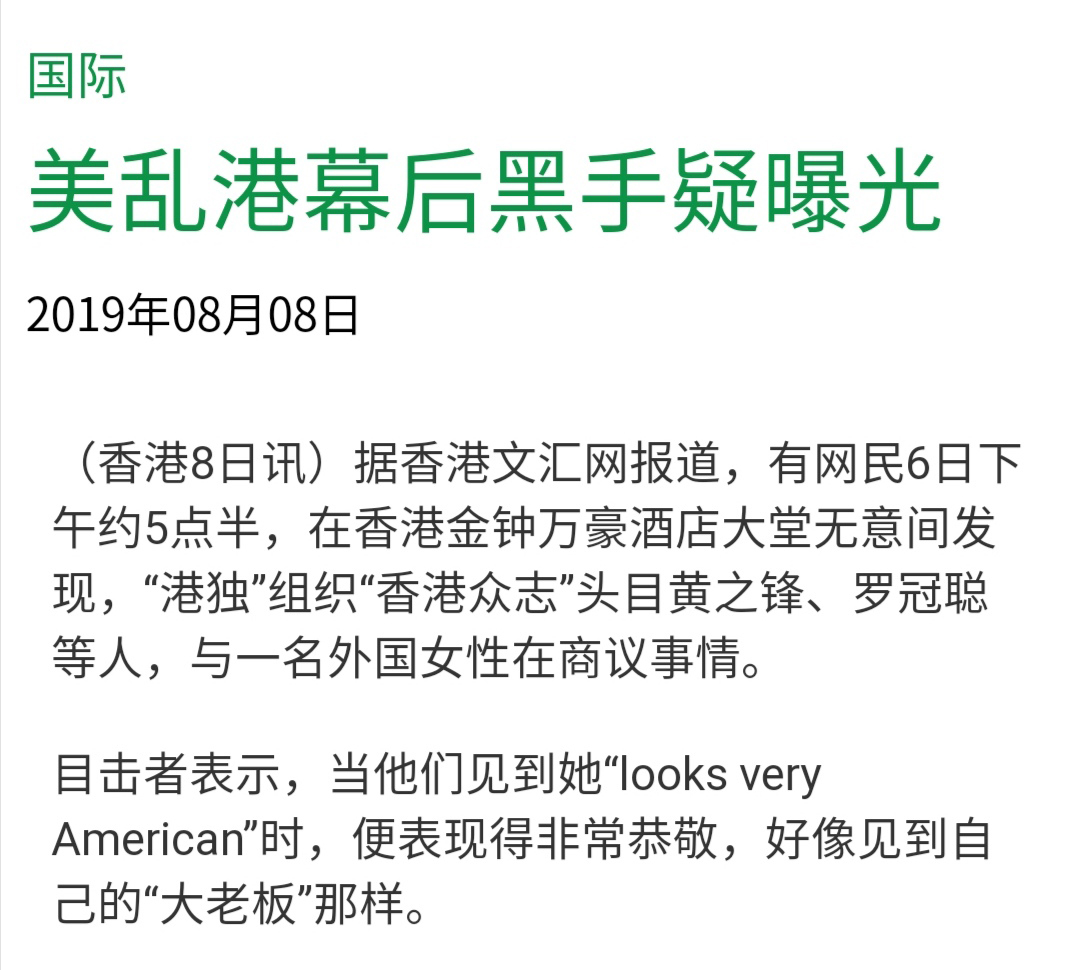 国际
美乱港幕后黑手疑曝光
2019年08月08日
（香港8日讯）据香港文汇网报道，有网民6日下
午约5点半，在香港金钟万豪酒店大堂无意间发
现，“港独”组织“香港众志”头目黄之锋、罗冠聪
等人，与一名外国女性在商议事情。
目击者表示，当他们见到她“looks very
American”时，便表现得非常恭敬，好像见到自
己的“大老板”那样。